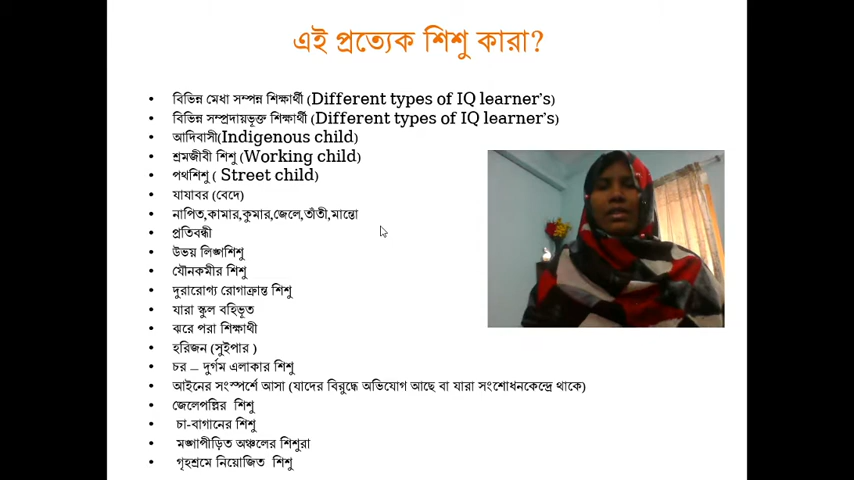 এই প্রত্যেক শিশু কারা?
• বিভিন্ন মেধা সম্পন্ন শিক্ষার্থী (Different types of IQ learner's)
• বিভিন্ন সম্প্রদায়ভূক্ত শিক্ষার্থী (Different types of IQ learner's)
• আদিবাসী(Indigenous child)
• শ্রমজীবী শিশু (Working child)
• পথশিশু ( Street child)
• যাযাবর (বেদে)
• নাপিত,কামার,কুমার,জেলে,তাঁতী,মান্তো
• প্রতিবন্ধী
• উভয় লিঙ্গশিশু
• যৌনকর্মীর শিশু
• দুরারোগ্য রোগাক্রান্ত শিশু
• যারা স্কুল বহিভূত
• ঝরে পরা শিক্ষাথী
• হরিজন (সুইপার )
• চর – দুর্গম এলাকার শিশু
• আইনের সংস্পর্শে আসা (যাদের বিরুদ্ধে অভিযোগ আছে বা যারা সংশোধনকেন্দ্রে থাকে)
• জেলেপল্লির শিশু
• চা-বাগানের শিশু
• মঙ্গাপীড়িত অঞ্চলের শিশুরা
• গৃহশ্রমে নিয়োজিত শিশু